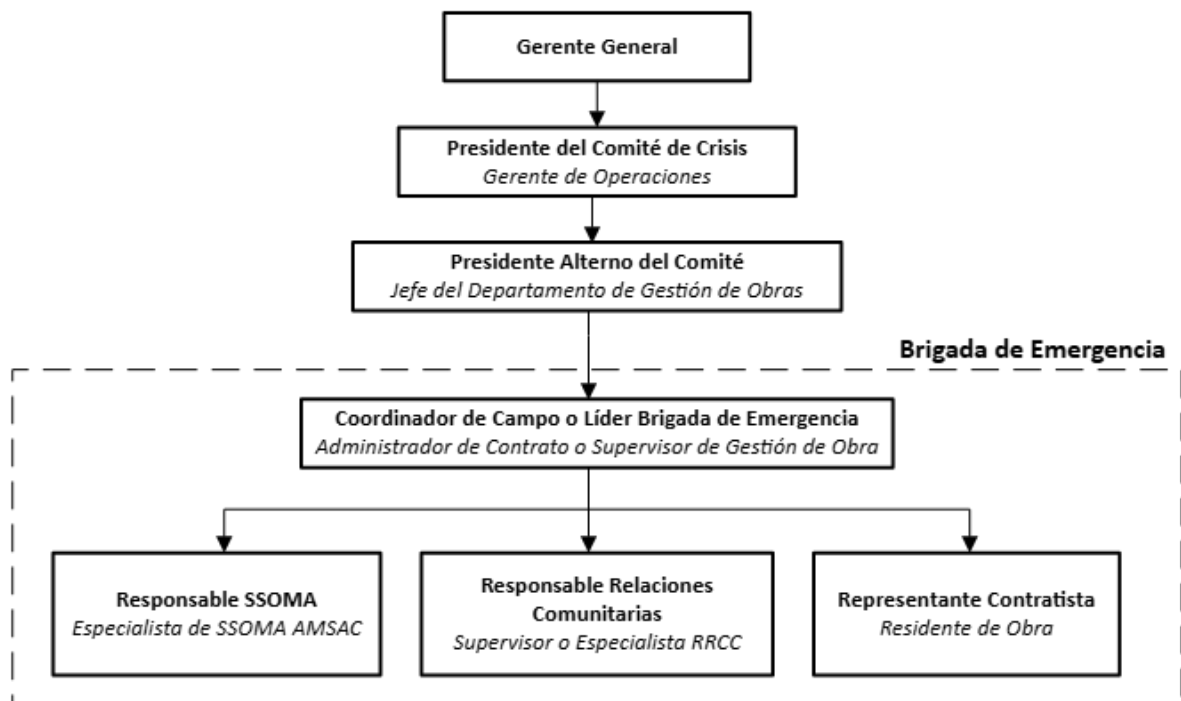 Gerente General
Presidente del Comité de Crisis
Gerente de Operaciones
Presidente Alterno del Comité
Jefe del Departamento de Gestión de Obras
Brigada de Emergencia
Coordinador de Campo o Líder Brigada de Emergencia
Administrador de Contrato o Supervisor de Gestión de Obra
Responsable SSOMA
Especialista de SSOMA AMSAC
Responsable Relaciones
Comunitarias
Supervisor o Especialista RRCC
Representante Contratista
Residente de Obra